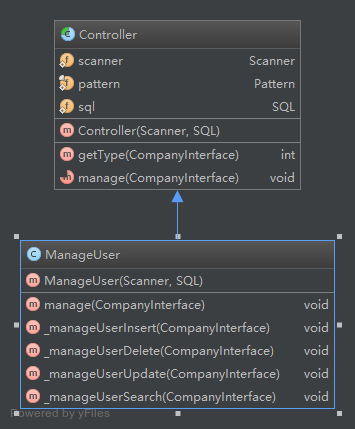 Controller
scanner Scanner
pattern Pattern
sql SQL
Controller(Scanner, SQL)
getType(CompanyInterface) int
manage(CompanyInterface) void
ManageUser
ManageUser(Scanner, SQL)
manage(CompanyInterface) void
_manageUserInsert(CompanyInterface) void
_manageUserDelete(CompanyInterface) void
_manageUserUpdate(CompanyInterface) void
_manageUserSearch(CompanyInterface) void
Powered by yFiles